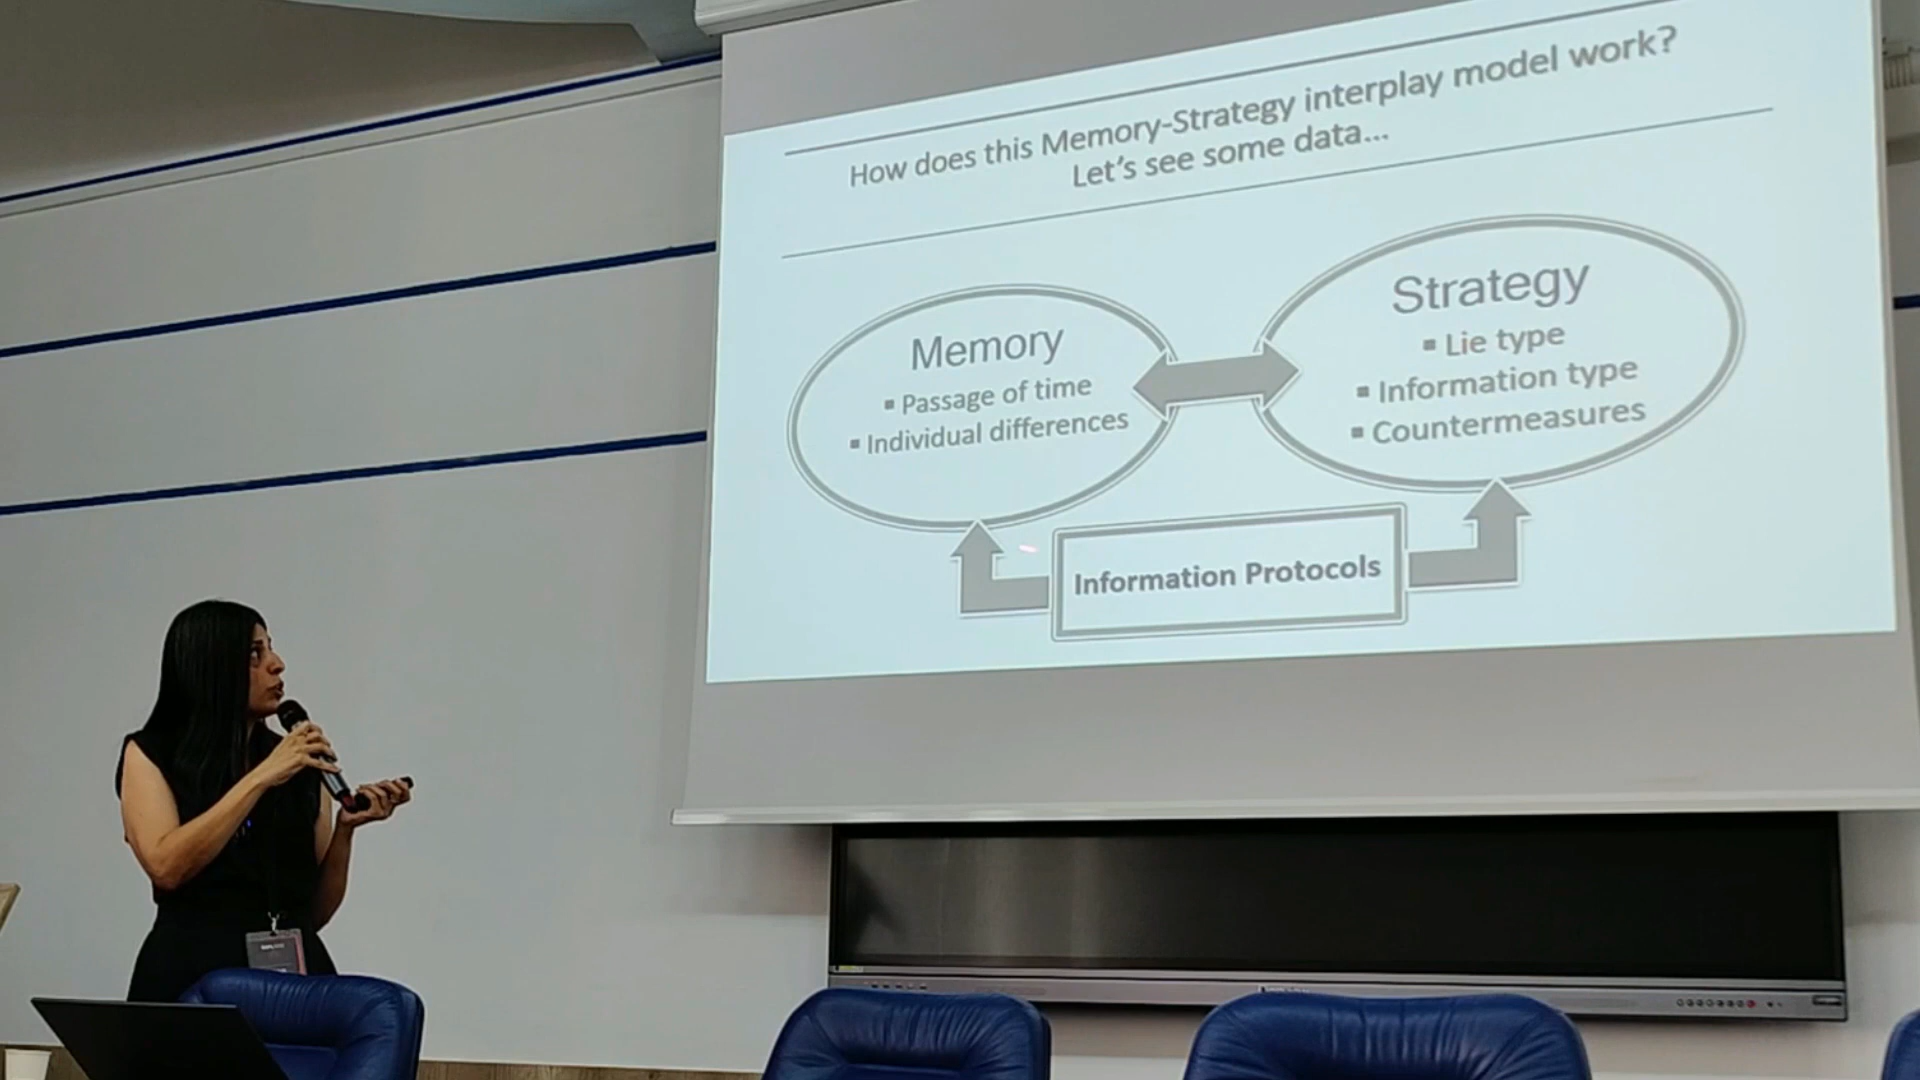 How does this Memory-Strategy interplay model work?
Let's see some data...
Memory
▪ Passage of time
▪ Individual differences
Strategy
▪ Lie type
▪ Information type
▪ Countermeasures
Information Protocols